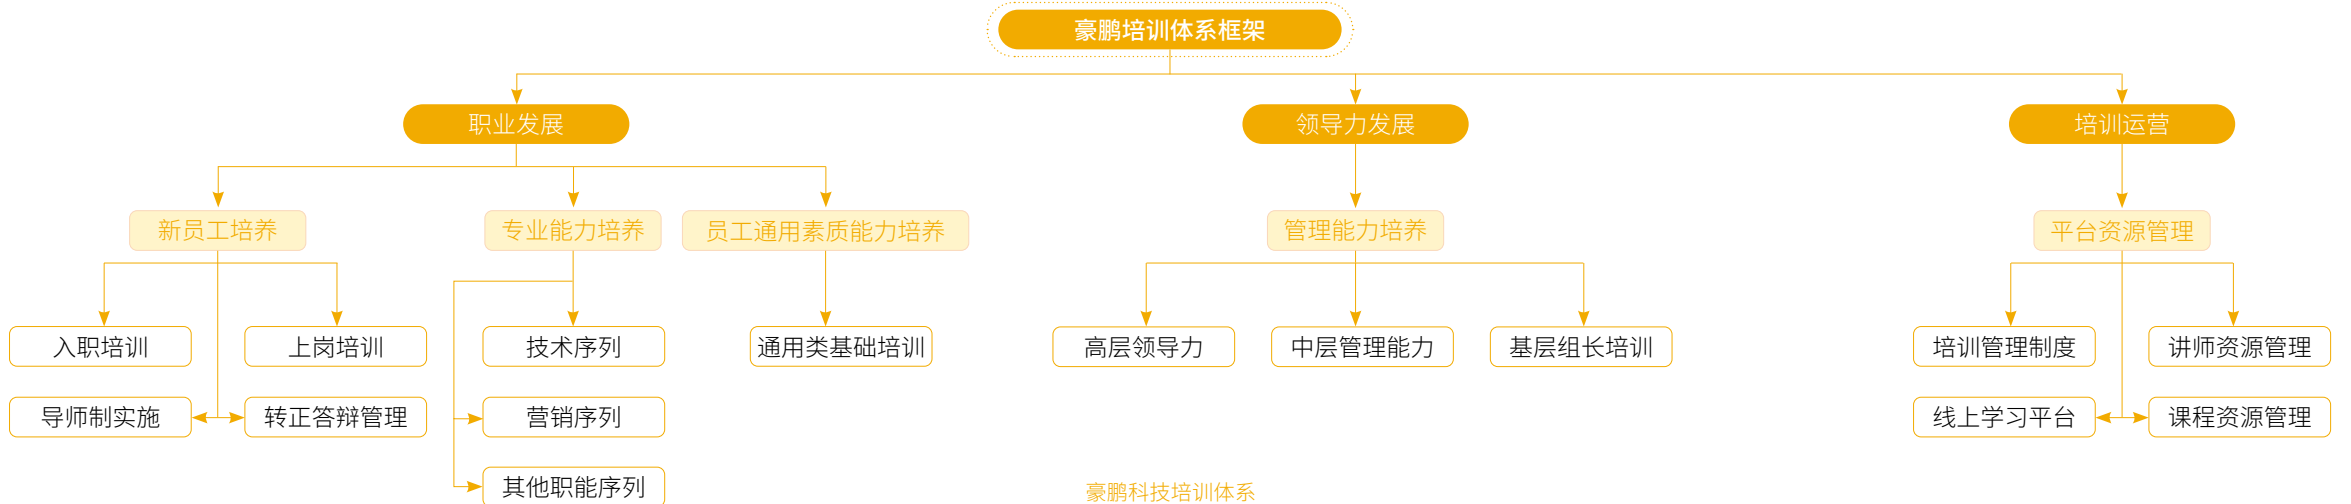 豪鹏培训体系框架
职业发展
领导力发展
培训运营
新员工培养
专业能力培养
员工通用素质能力培养
管理能力培养
平台资源管理
入职培训
上岗培训
技术序列
通用类基础培训
高层领导力
中层管理能力
基层组长培训
培训管理制度
讲师资源管理
导师制实施
转正答辩管理
营销序列
线上学习平台
课程资源管理
其他职能序列
豪鹏科技培训体系